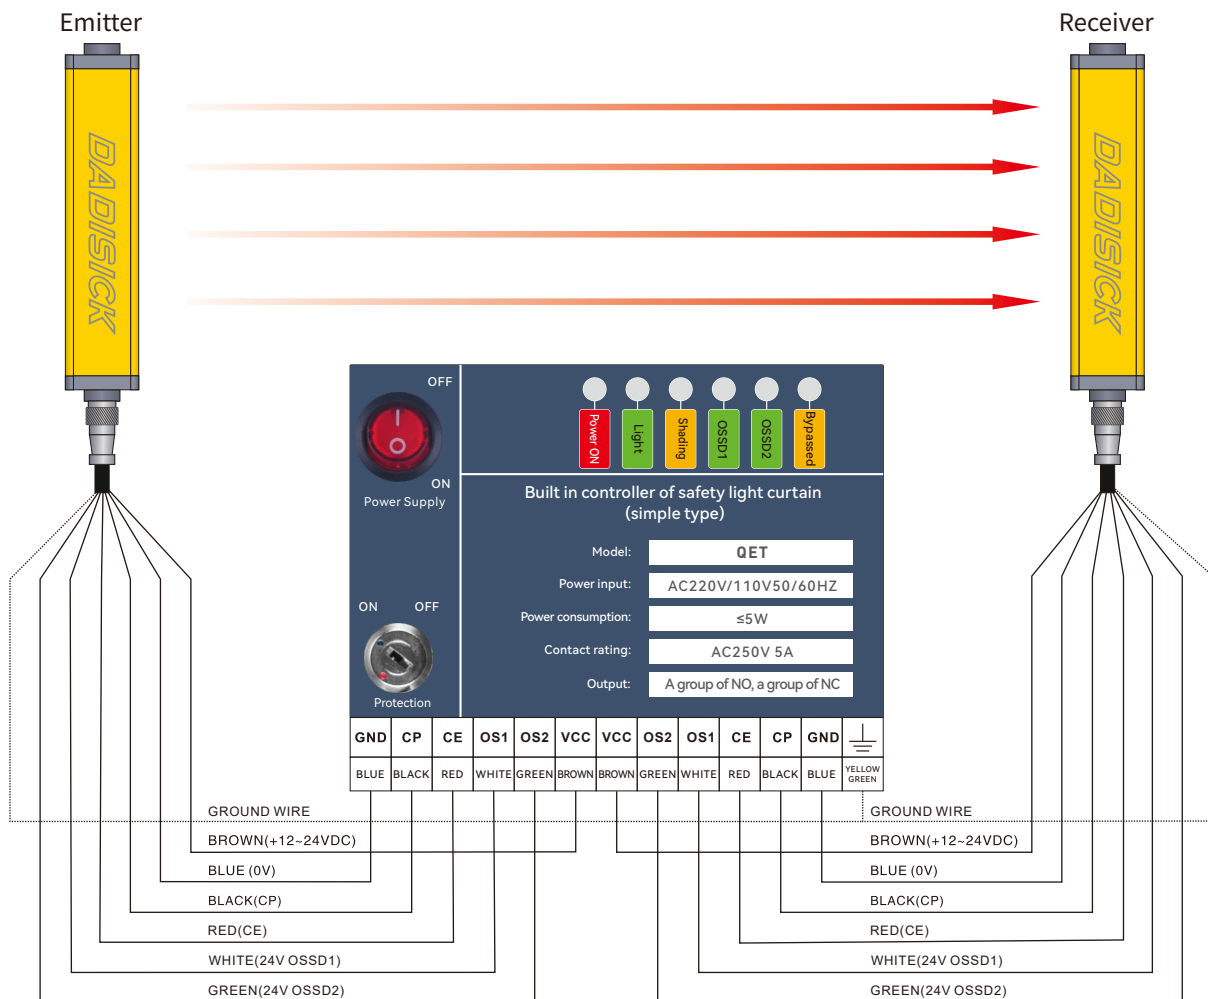 Emitter
Receiver
DADISICK
DADISICK
OFF
ON
Power Supply
ON OFF
Protection
Power ON
Light
Shading
OSSD1
OSSD2
Bypassed
Built in controller of safety light curtain
(simple type)
Model: QET
Power input: AC220V/110V50/60HZ
Power consumption: ≤5W
Contact rating: AC250V 5A
Output: A group of NO, a group of NC
GND CP CE OS1 OS2 VCC VCC OS2 OS1 CE CP GND
BLUE BLACK RED WHITE GREEN BROWN BROWN GREEN WHITE RED BLACK BLUE YELLOW
GREEN
GROUND WIRE
BROWN(+12~24VDC)
BLUE (0V)
BLACK(CP)
RED(CE)
WHITE(24V OSSD1)
GREEN(24V OSSD2)
GROUND WIRE
BROWN(+12~24VDC)
BLUE (0V)
BLACK(CP)
RED(CE)
WHITE(24V OSSD1)
GREEN(24V OSSD2)